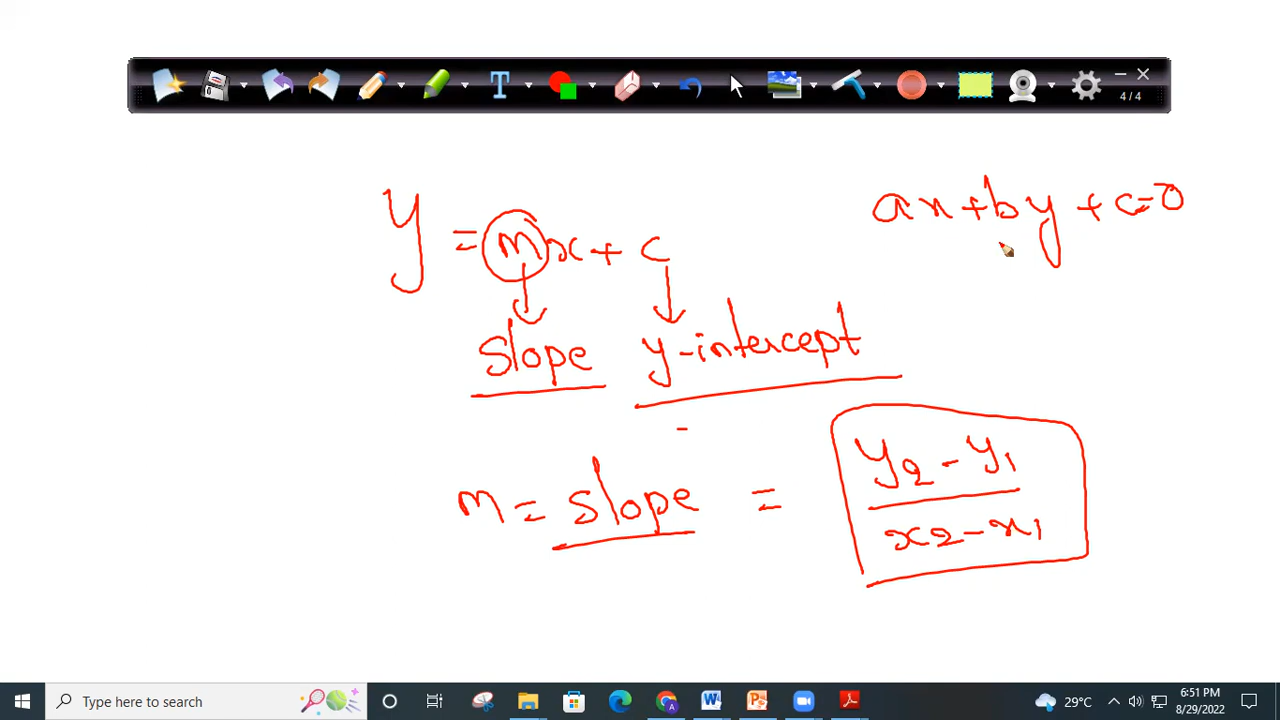 T
4 / 4
y = mx + c
ax + by + c = 0
slope y-intercept
m = slope = y2 - y1 / x2 - x1
Type here to search
29°C
6:51 PM
8/29/2022